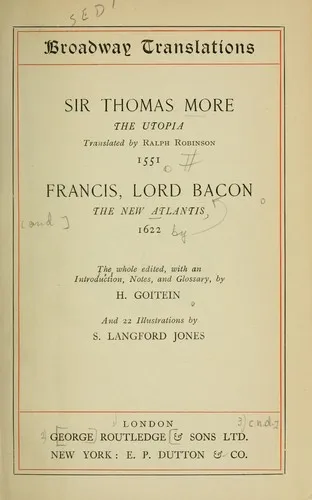 SED'
Broadway Translations
SIR THOMAS MORE
THE UTOPIA
Translated by RALPH ROBINSON
1551
FRANCIS, LORD BACON
THE NEW ATLANTIS,
[and]
1622
by
The whole edited, with an
Introduction, Notes, and Glossary, by
H. GOITEIN
And 22 Illustrations by
S. LANGFORD JONES
LONDON
[n.d.]
GEORGE ROUTLEDGE & SONS LTD.
NEW YORK: E. P. DUTTON & CO.